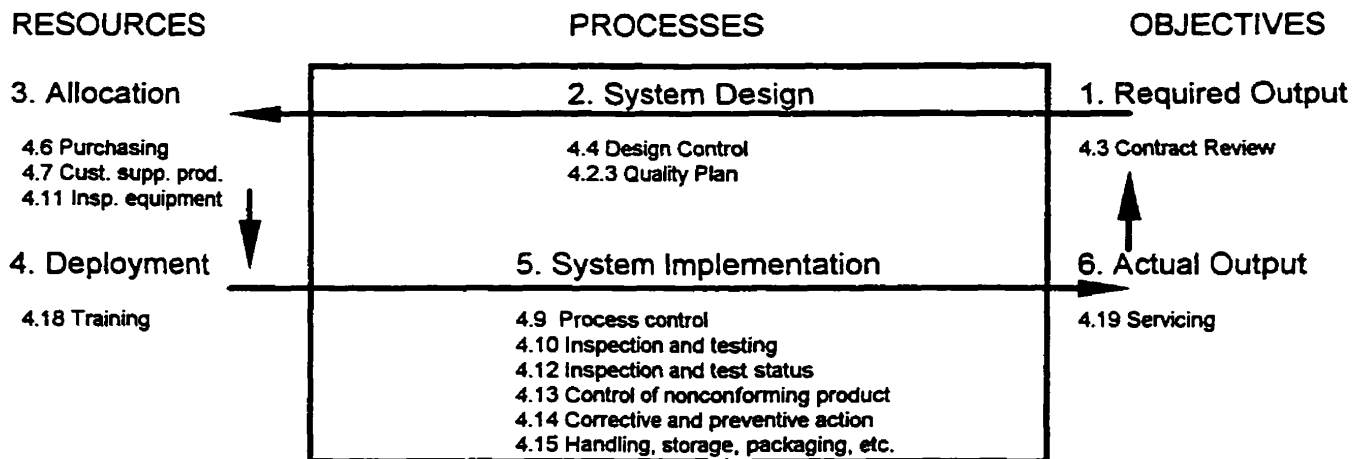 RESOURCES PROCESSES OBJECTIVES
3. Allocation 2. System Design 1. Required Output
4.6 Purchasing 4.4 Design Control 4.3 Contract Review
4.7 Cust. supp. prod. 4.2.3 Quality Plan
4.11 Insp. equipment
4. Deployment 5. System Implementation 6. Actual Output
4.18 Training 4.9 Process control 4.19 Servicing
4.10 Inspection and testing
4.12 Inspection and test status
4.13 Control of nonconforming product
4.14 Corrective and preventive action
4.15 Handling, storage, packaging, etc.